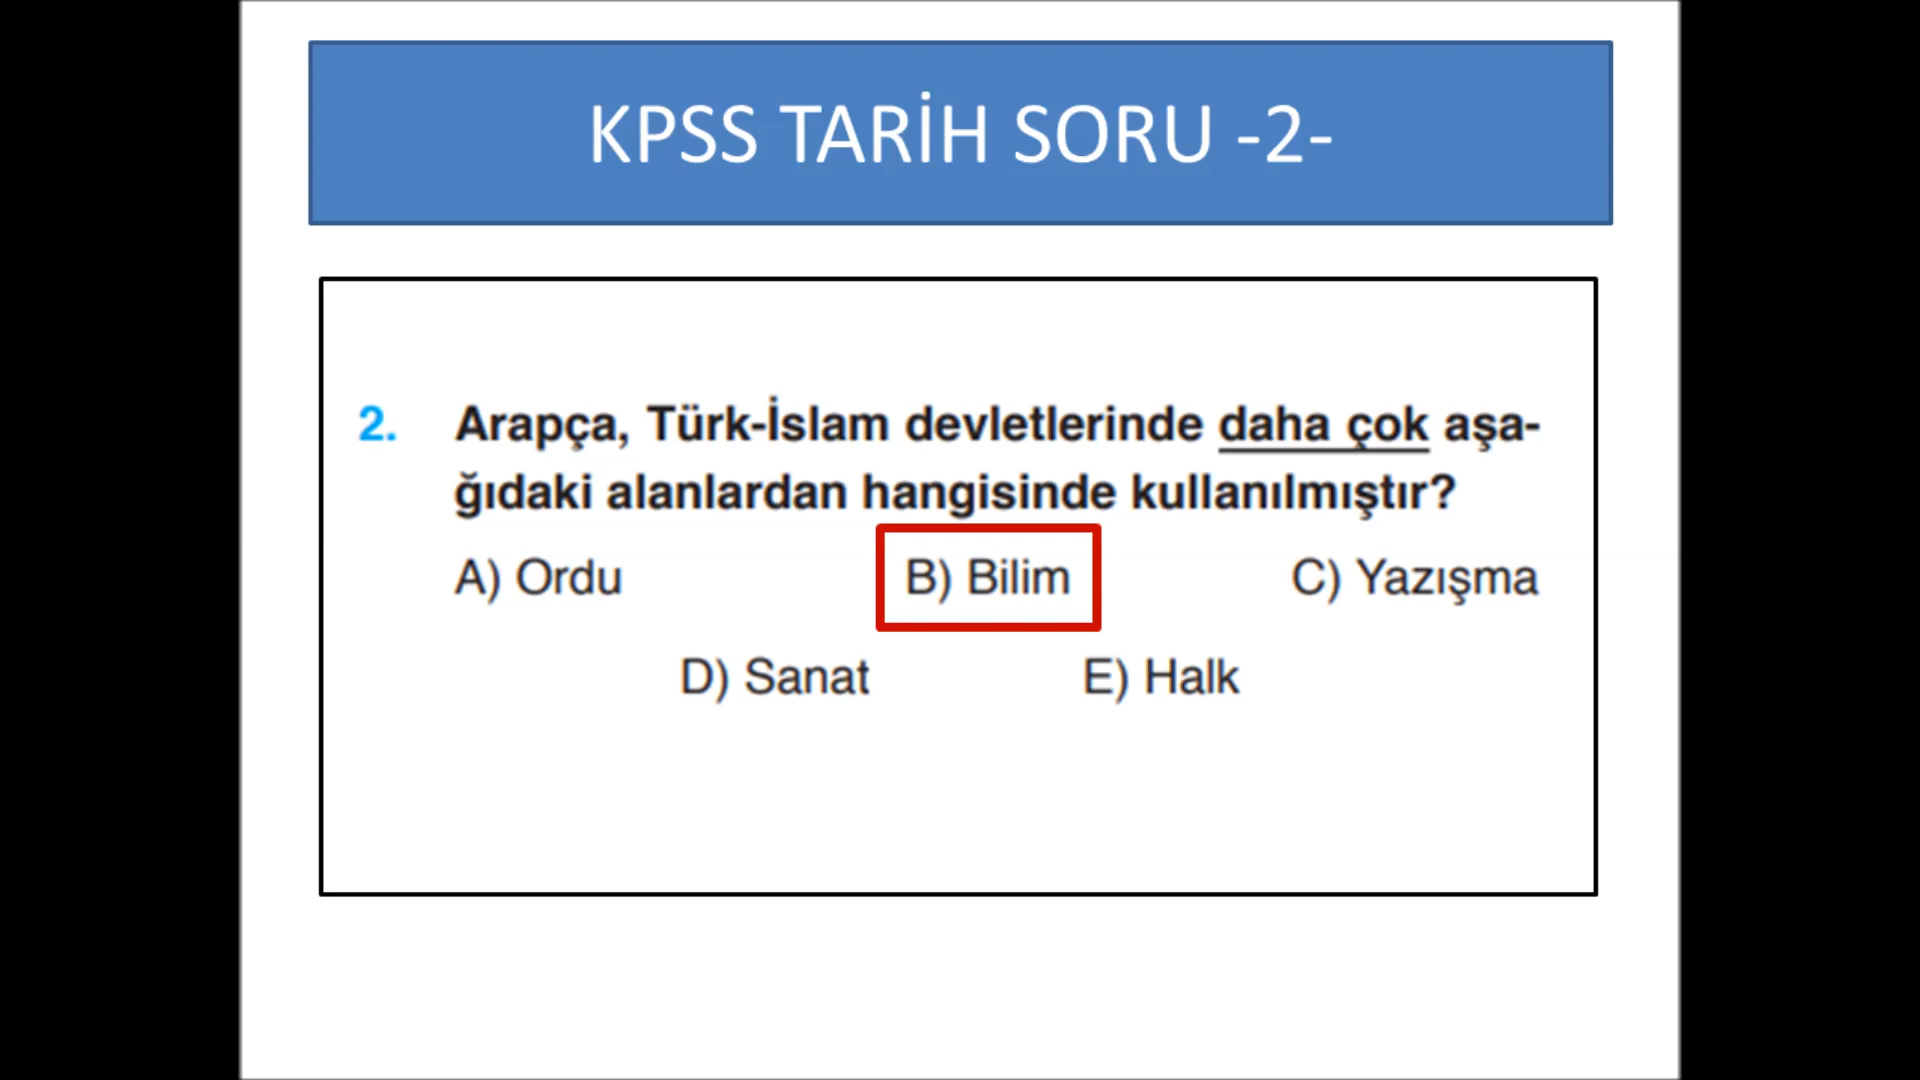 KPSS TARİH SORU -2-
2. Arapça, Türk-İslam devletlerinde daha çok aşa-
ğıdaki alanlardan hangisinde kullanılmıştır?
A) Ordu B) Bilim C) Yazışma
D) Sanat E) Halk